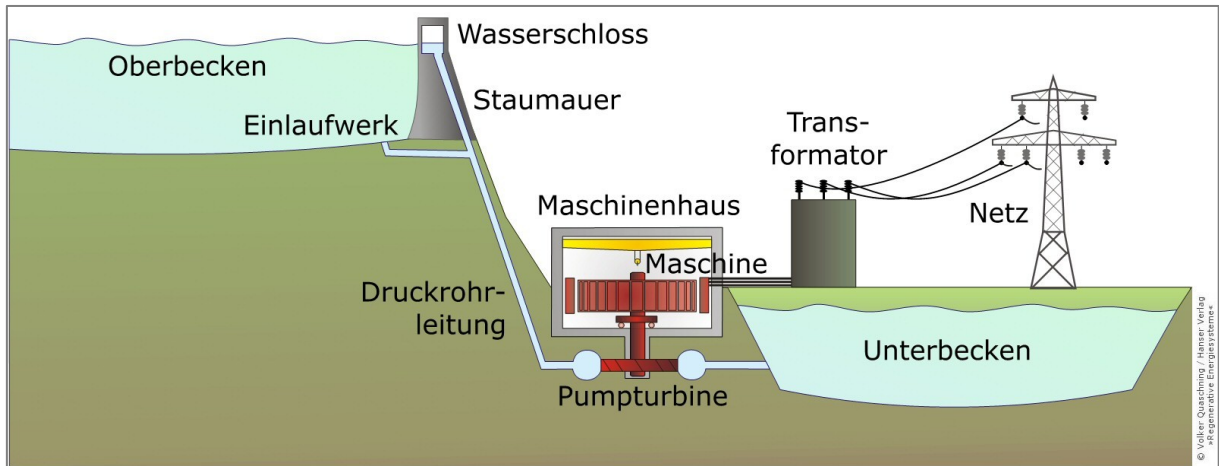 Wasserschloss
Oberbecken
Staumauer
Einlaufwerk
Trans-
formator
Maschinenhaus
Netz
Maschine
Druckrohr-
leitung
Unterbecken
Pumpturbine
© Volker Quaschning / Hanser Verlag
»Regenerative Energiesysteme«